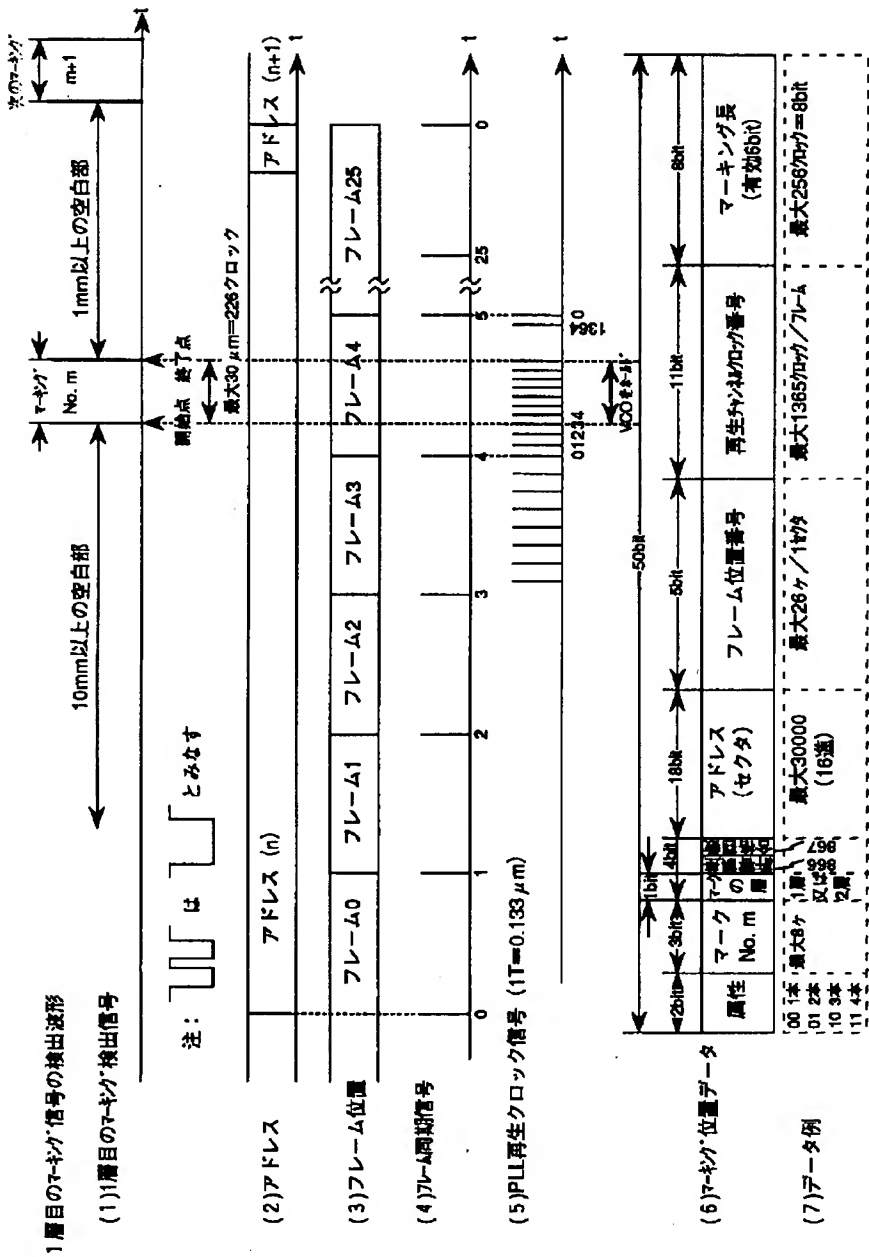 1層目のマーキング信号の検出波形
(1)1層目のマーキング検出信号
10mm以上の空白部
マーキング
No. m
1mm以上の空白部
次のマーキング
m+1
t
開始点
終了点
最大30μm=226クロック
注:
は
とみなす
(2)アドレス
アドレス (n)
アドレス (n+1)
t
(3)フレーム位置
フレーム0
フレーム1
フレーム2
フレーム3
フレーム4
フレーム25
(4)フレーム同期信号
0
1
2
3
4
5
25
0
t
(5)PLL再生クロック信号 (1T=0.133μm)
01234
1364
0
t
VCOをホールド
(6)マーキング位置データ
50bit
2bit
3bit
1bit
4bit
18bit
5bit
11bit
8bit
属性
マーク
No. m
マーク
の
層
アドレス
(セクタ)
フレーム位置番号
再生チャンネルクロック番号
マーキング長
(有効6bit)
(7)データ例
00 1本
01 2本
10 3本
11 4本
最大8ヶ
1層
又は
2層
966
967
最大30000
(16進)
最大26ヶ/1セクタ
最大1365クロック/フレーム
最大256クロック=8bit